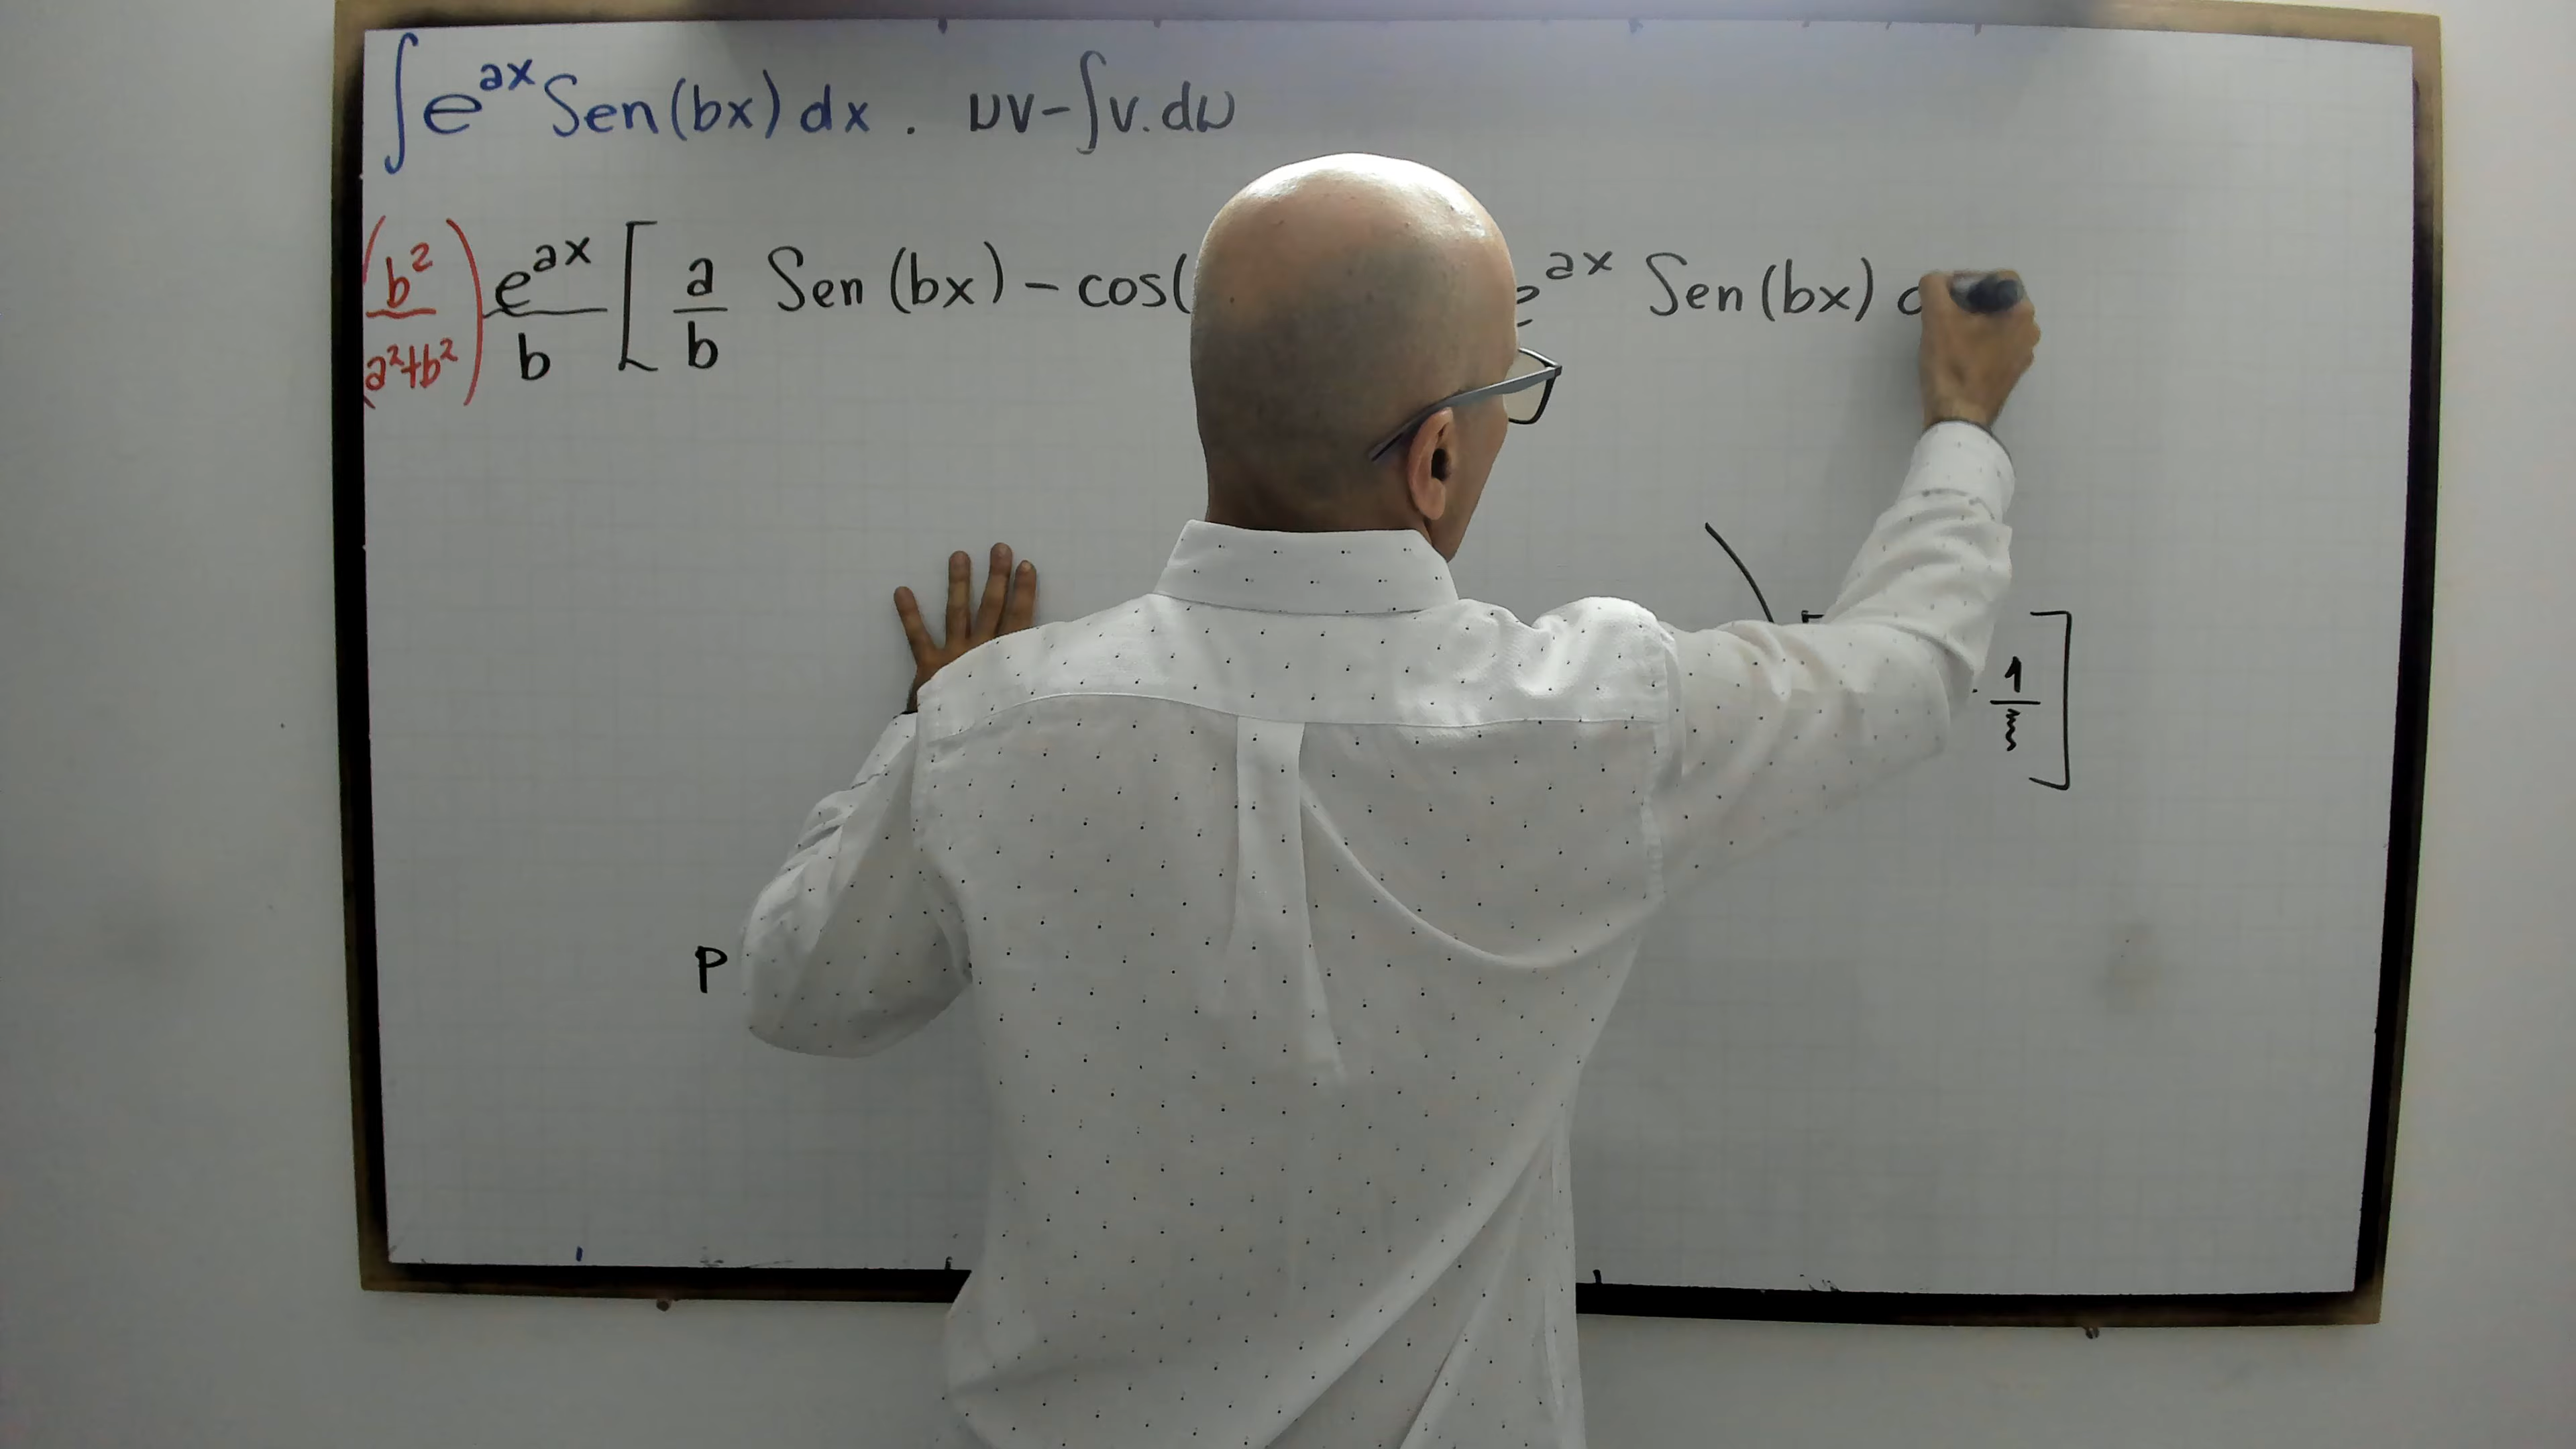 ∫e^ax Sen(bx) dx . uv-∫v.du
(b²/a²+b²) e^ax/b [ a/b Sen (bx) - cos( e^ax Sen (bx)
1
P